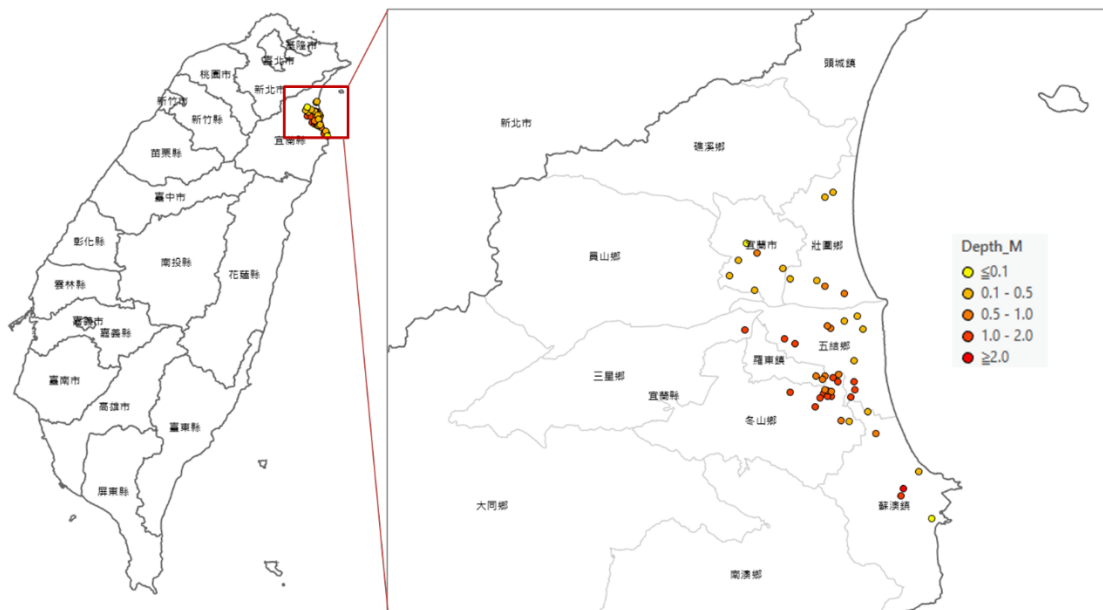 基隆市
臺北市
桃園市
新北市
新竹市
新竹縣
宜蘭縣
苗栗縣
臺中市
彰化縣
南投縣
花蓮縣
雲林縣
嘉義市
嘉義縣
臺南市
高雄市
臺東縣
屏東縣
頭城鎮
新北市
礁溪鄉
宜蘭市
壯圍鄉
員山鄉
五結鄉
羅東鎮
三星鄉
宜蘭縣
冬山鄉
大同鄉
蘇澳鎮
南澳鄉
Depth_M
≦0.1
0.1 - 0.5
0.5 - 1.0
1.0 - 2.0
≧2.0